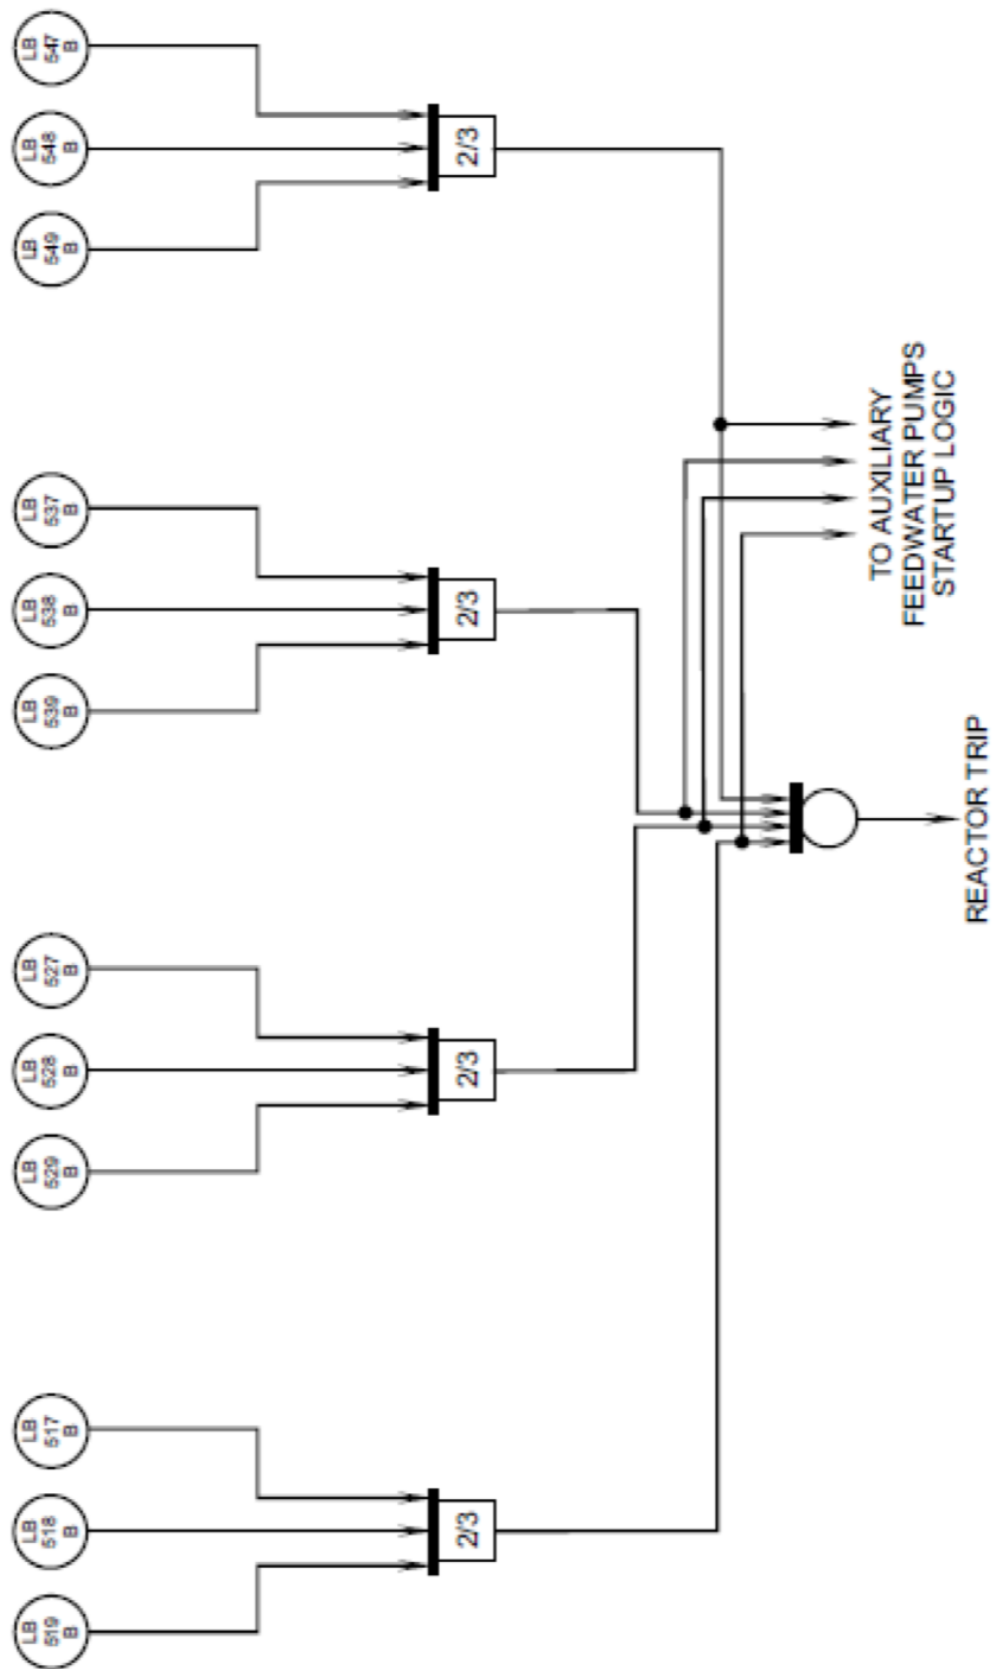 LB
519
B
LB
518
B
LB
517
B
LB
529
B
LB
528
B
LB
527
B
LB
539
B
LB
538
B
LB
537
B
LB
549
B
LB
548
B
LB
547
B
2/3
2/3
2/3
2/3
TO AUXILIARY
FEEDWATER PUMPS
STARTUP LOGIC
REACTOR TRIP